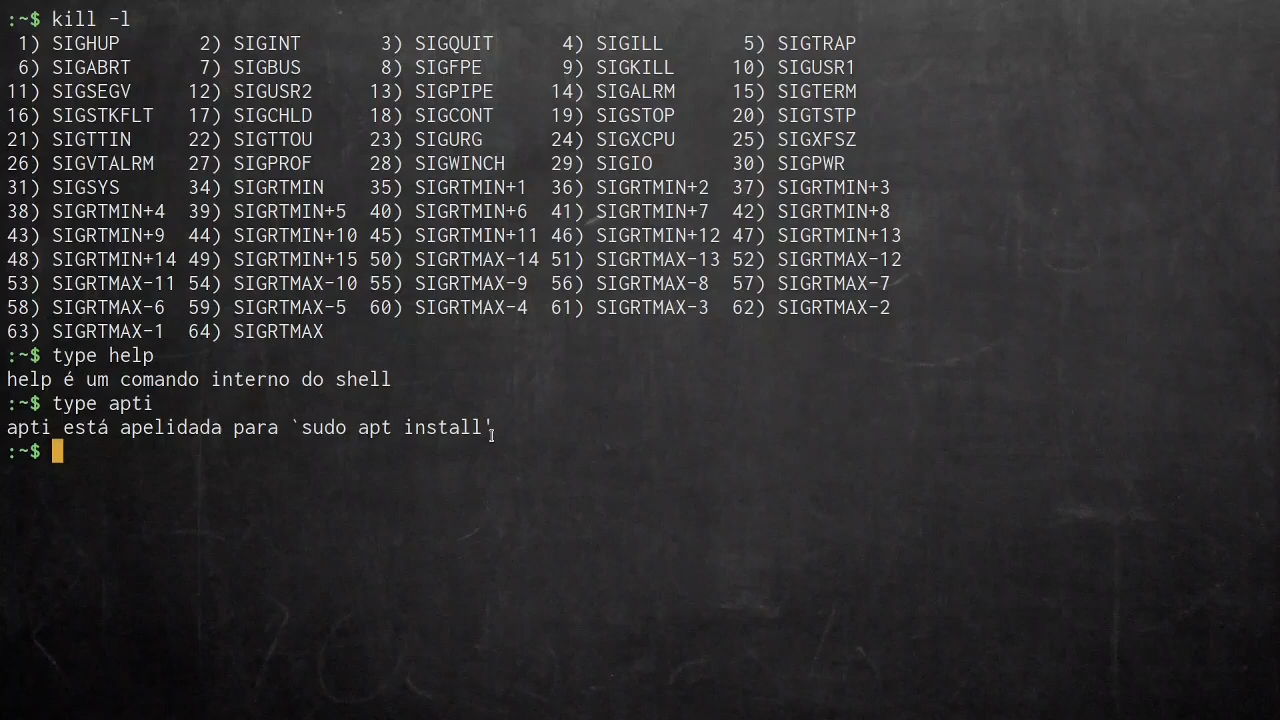 :~$ kill -l
 1) SIGHUP       2) SIGINT       3) SIGQUIT      4) SIGILL       5) SIGTRAP
 6) SIGABRT      7) SIGBUS       8) SIGFPE       9) SIGKILL     10) SIGUSR1
11) SIGSEGV     12) SIGUSR2     13) SIGPIPE     14) SIGALRM     15) SIGTERM
16) SIGSTKFLT   17) SIGCHLD     18) SIGCONT     19) SIGSTOP     20) SIGTSTP
21) SIGTTIN     22) SIGTTOU     23) SIGURG      24) SIGXCPU     25) SIGXFSZ
26) SIGVTALRM   27) SIGPROF     28) SIGWINCH    29) SIGIO       30) SIGPWR
31) SIGSYS      34) SIGRTMIN    35) SIGRTMIN+1  36) SIGRTMIN+2  37) SIGRTMIN+3
38) SIGRTMIN+4  39) SIGRTMIN+5  40) SIGRTMIN+6  41) SIGRTMIN+7  42) SIGRTMIN+8
43) SIGRTMIN+9  44) SIGRTMIN+10 45) SIGRTMIN+11 46) SIGRTMIN+12 47) SIGRTMIN+13
48) SIGRTMIN+14 49) SIGRTMIN+15 50) SIGRTMAX-14 51) SIGRTMAX-13 52) SIGRTMAX-12
53) SIGRTMAX-11 54) SIGRTMAX-10 55) SIGRTMAX-9  56) SIGRTMAX-8  57) SIGRTMAX-7
58) SIGRTMAX-6  59) SIGRTMAX-5  60) SIGRTMAX-4  61) SIGRTMAX-3  62) SIGRTMAX-2
63) SIGRTMAX-1  64) SIGRTMAX
:~$ type help
help é um comando interno do shell
:~$ type apti
apti está apelidada para `sudo apt install'
:~$